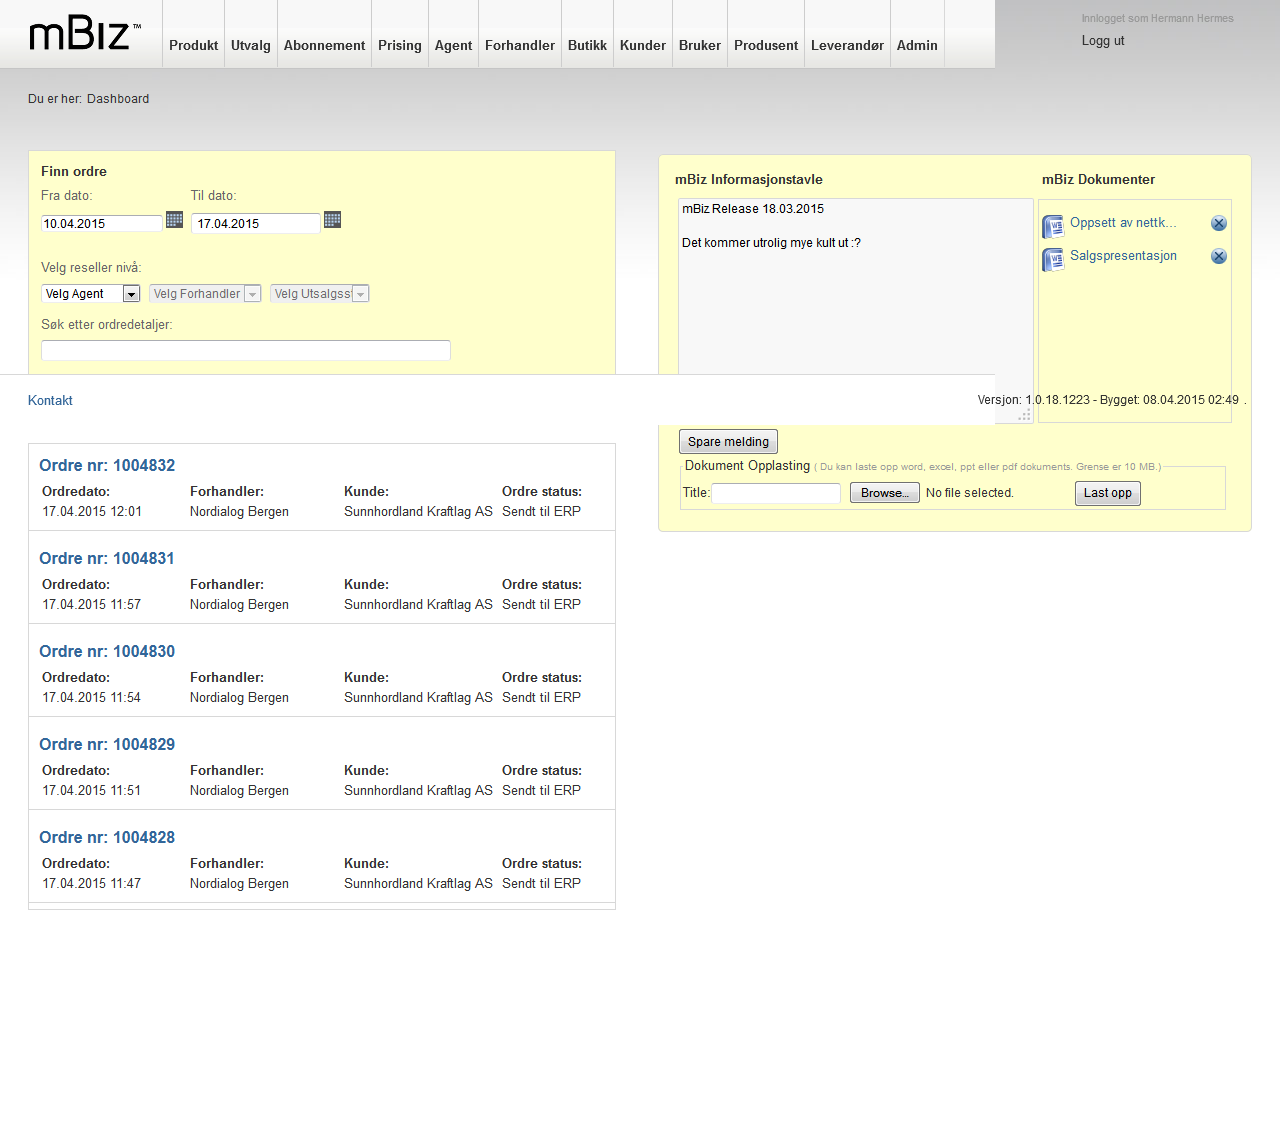 mBiz™
Produkt Utvalg Abonnement Prising Agent Forhandler Butikk Kunder Bruker Produsent Leverandør Admin
Innlogget som Hermann Hermes
Logg ut
Du er her: Dashboard
Finn ordre
Fra dato: Til dato:
10.04.2015 17.04.2015
Velg reseller nivå:
Velg Agent Velg Forhandler Velg Utsalgss
Søk etter ordredetaljer:
mBiz Informasjonstavle
mBiz Release 18.03.2015
Det kommer utrolig mye kult ut :?
mBiz Dokumenter
Oppsett av nettk...
Salgspresentasjon
Kontakt
Versjon: 1.0.18.1223 - Bygget: 08.04.2015 02:49 .
Spare melding
Dokument Opplasting ( Du kan laste opp word, excel, ppt eller pdf dokuments. Grense er 10 MB.)
Title: Browse... No file selected. Last opp
Ordre nr: 1004832
Ordredato: Forhandler: Kunde: Ordre status:
17.04.2015 12:01 Nordialog Bergen Sunnhordland Kraftlag AS Sendt til ERP
Ordre nr: 1004831
Ordredato: Forhandler: Kunde: Ordre status:
17.04.2015 11:57 Nordialog Bergen Sunnhordland Kraftlag AS Sendt til ERP
Ordre nr: 1004830
Ordredato: Forhandler: Kunde: Ordre status:
17.04.2015 11:54 Nordialog Bergen Sunnhordland Kraftlag AS Sendt til ERP
Ordre nr: 1004829
Ordredato: Forhandler: Kunde: Ordre status:
17.04.2015 11:51 Nordialog Bergen Sunnhordland Kraftlag AS Sendt til ERP
Ordre nr: 1004828
Ordredato: Forhandler: Kunde: Ordre status:
17.04.2015 11:47 Nordialog Bergen Sunnhordland Kraftlag AS Sendt til ERP